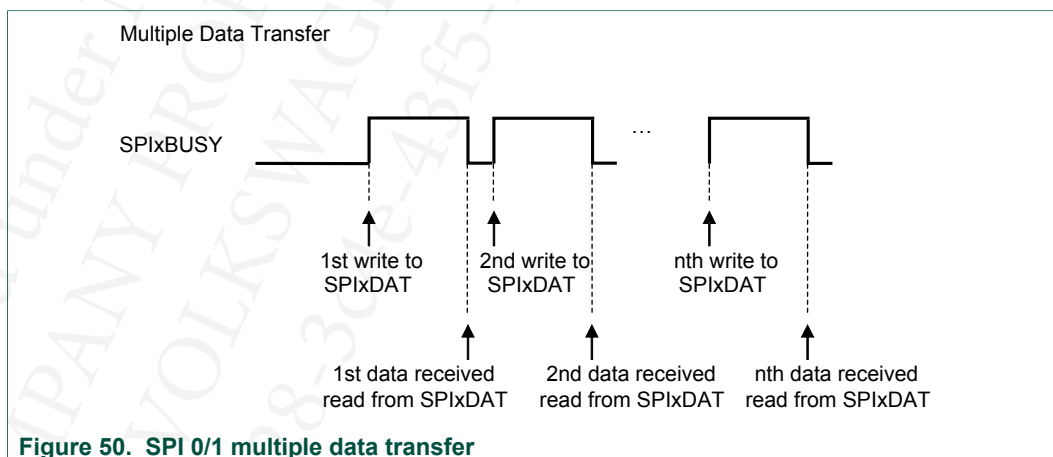 Multiple Data Transfer
SPIxBUSY
...
1st write to
SPIxDAT
2nd write to
SPIxDAT
nth write to
SPIxDAT
1st data received
read from SPIxDAT
2nd data received
read from SPIxDAT
nth data received
read from SPIxDAT
Figure 50. SPI 0/1 multiple data transfer